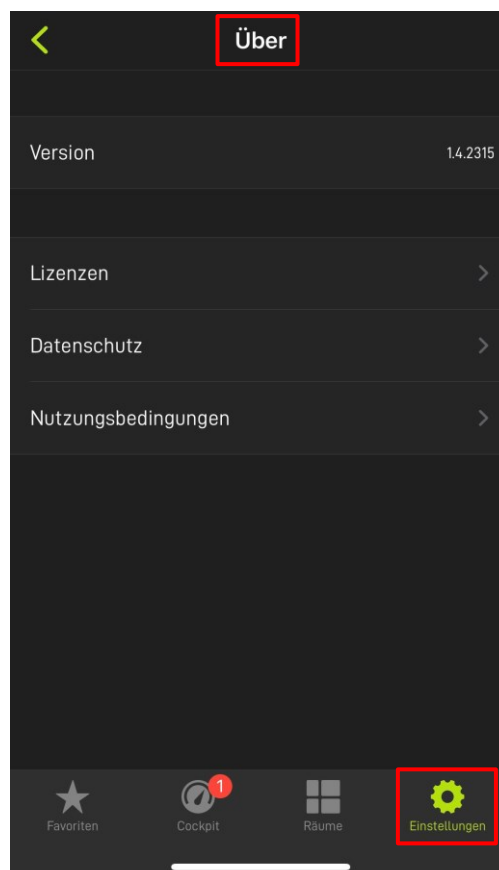 Über
Version
1.4.2315
Lizenzen
Datenschutz
Nutzungsbedingungen
1
Favoriten
Cockpit
Räume
Einstellungen